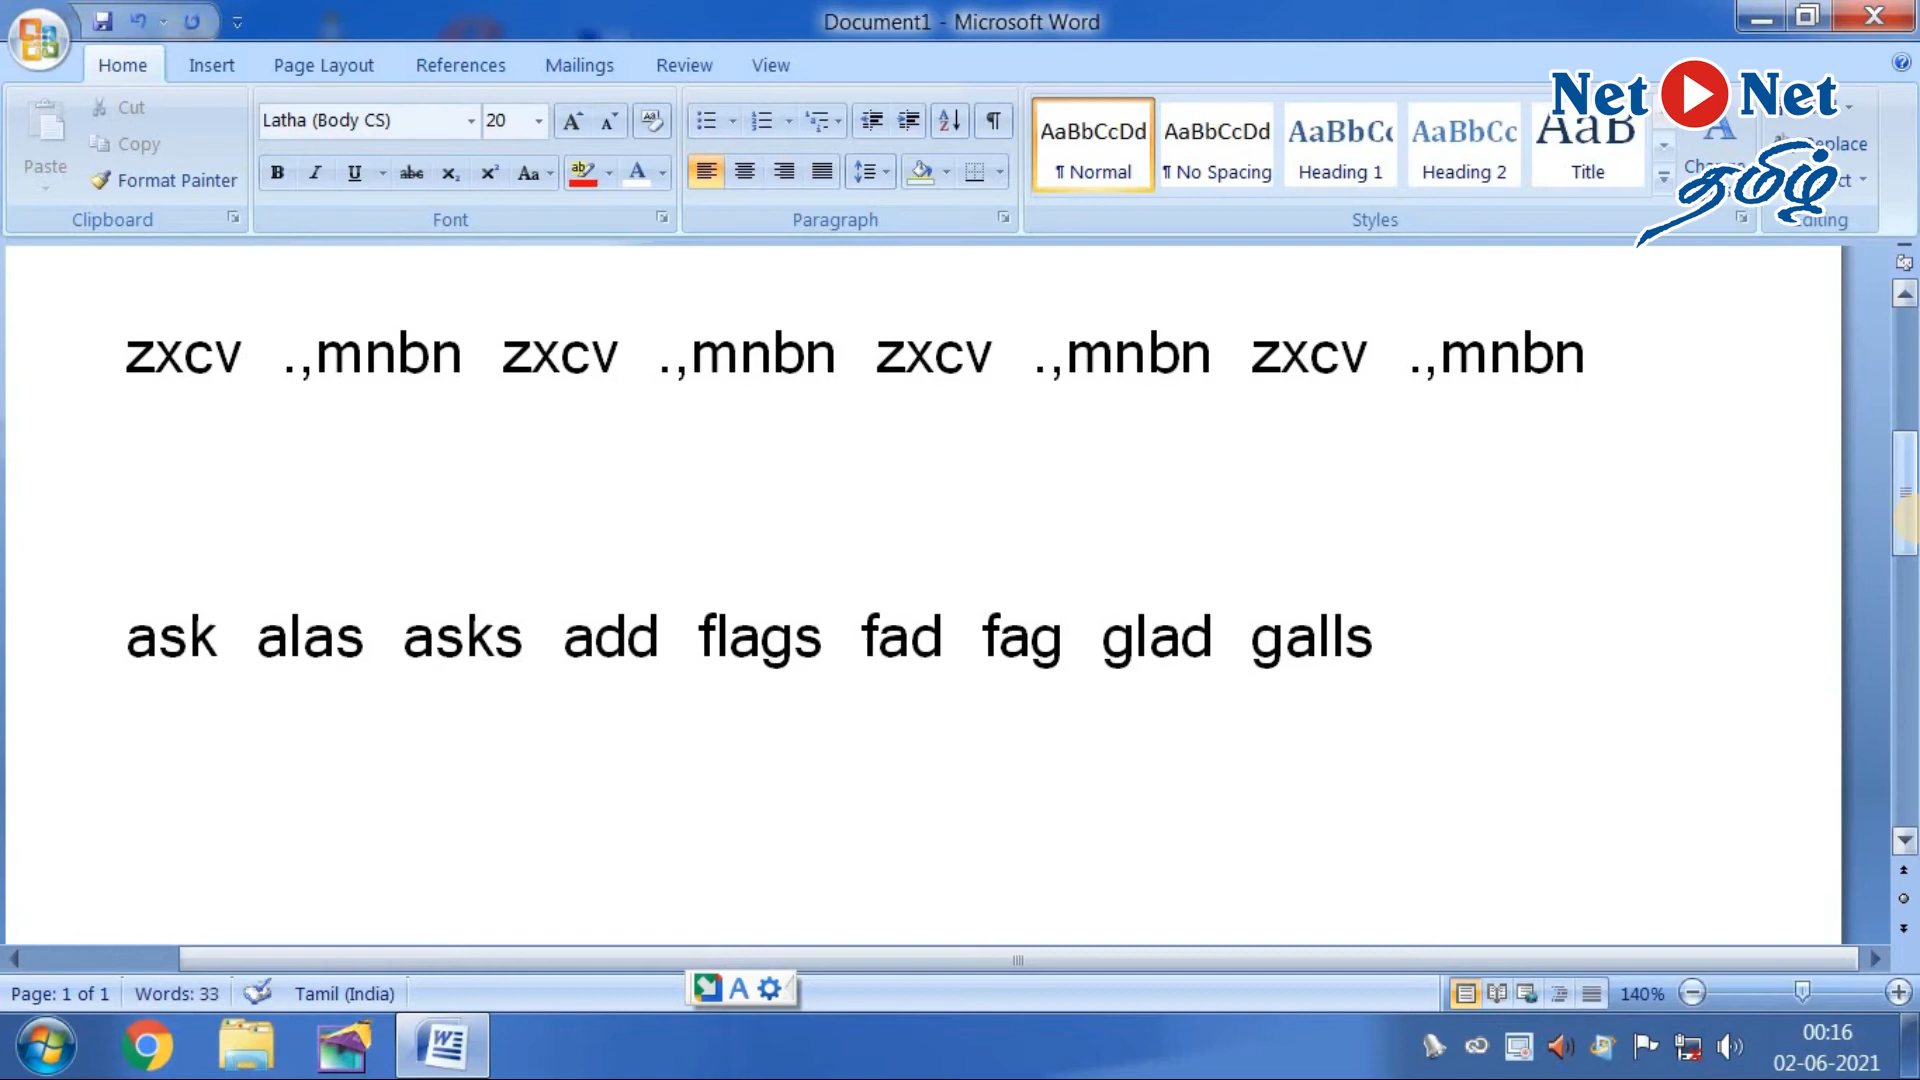 Document1 - Microsoft Word
Home Insert Page Layout References Mailings Review View
Net Net
தமிழ்
Paste
Cut
Copy
Format Painter
Clipboard
Latha (Body CS) 20
Font
Paragraph
AaBbCcDd AaBbCcDd AaBbCc AaBbCc AaB
¶ Normal ¶ No Spacing Heading 1 Heading 2 Title
Styles
Replace
Editing
zxcv .,mnbn zxcv .,mnbn zxcv .,mnbn zxcv .,mnbn
ask alas asks add flags fad fag glad galls
Page: 1 of 1 Words: 33 Tamil (India) A 140%
00:16
02-06-2021